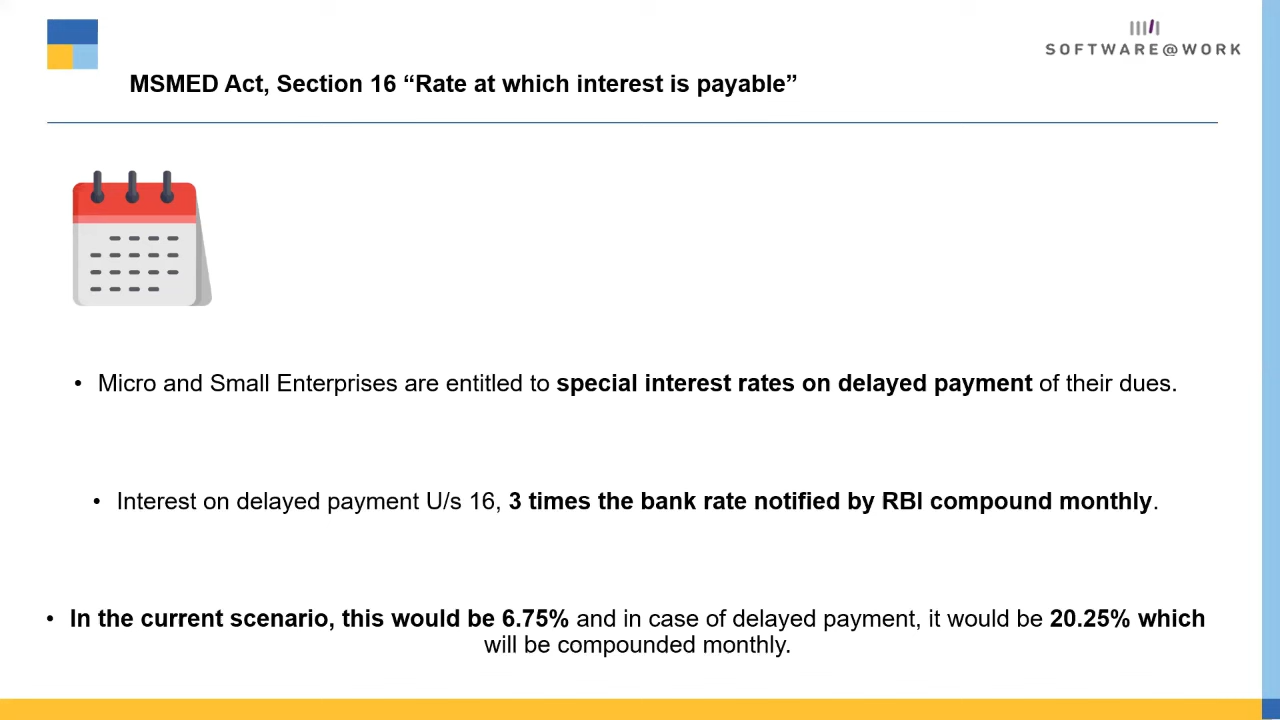 SOFTWARE@WORK
MSMED Act, Section 16 “Rate at which interest is payable”
• Micro and Small Enterprises are entitled to special interest rates on delayed payment of their dues.
• Interest on delayed payment U/s 16, 3 times the bank rate notified by RBI compound monthly.
• In the current scenario, this would be 6.75% and in case of delayed payment, it would be 20.25% which
will be compounded monthly.